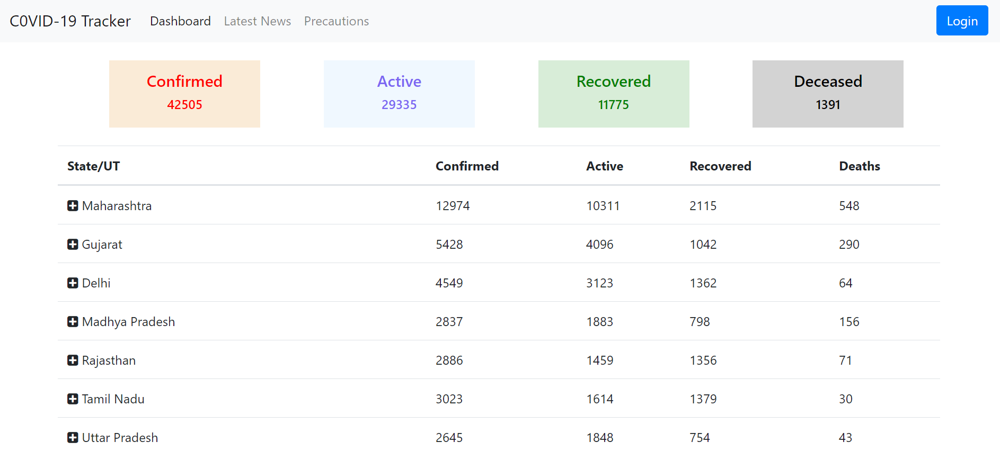 C0VID-19 Tracker Dashboard Latest News Precautions Login
Confirmed Active Recovered Deceased
42505 29335 11775 1391
State/UT Confirmed Active Recovered Deaths
Maharashtra 12974 10311 2115 548
Gujarat 5428 4096 1042 290
Delhi 4549 3123 1362 64
Madhya Pradesh 2837 1883 798 156
Rajasthan 2886 1459 1356 71
Tamil Nadu 3023 1614 1379 30
Uttar Pradesh 2645 1848 754 43